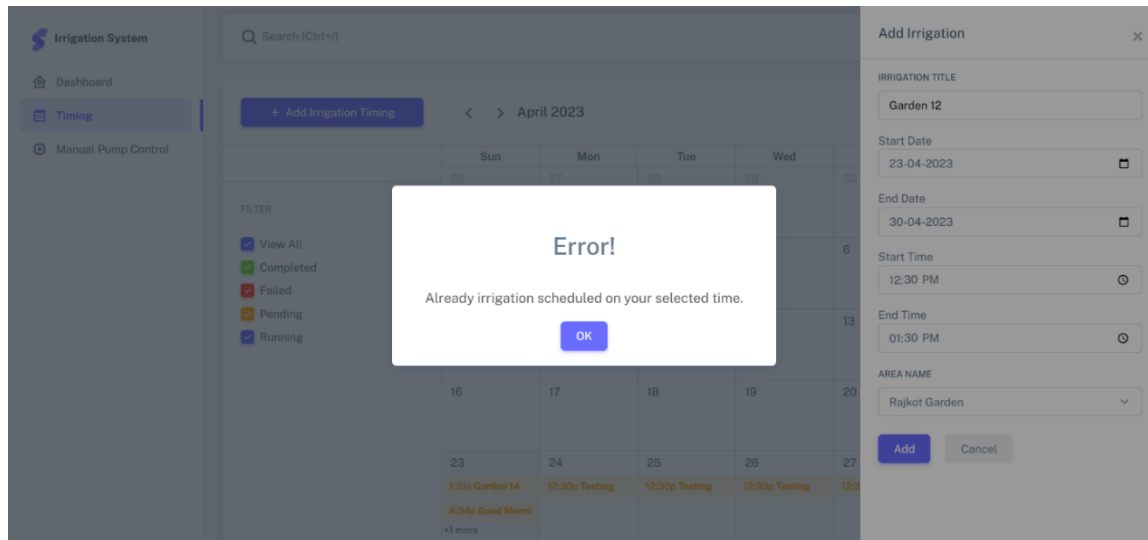 Irrigation System
Dashboard
Timing
Manual Pump Control
Search (Ctrl+/)
+ Add Irrigation Timing
April 2023
Sun Mon Tue Wed
26 27 28 29 30
FILTER
View All
Completed
Failed
Pending
Running
6
13
16 17 18 19 20
23 24 25 26 27
1:31a Garden 14 12:30p Testing 12:30p Testing 12:30p Testing 12:3
4:34a Good Morni
+1 more
Error!
Already irrigation scheduled on your selected time.
OK
Add Irrigation
IRRIGATION TITLE
Garden 12
Start Date
23-04-2023
End Date
30-04-2023
Start Time
12:30 PM
End Time
01:30 PM
AREA NAME
Rajkot Garden
Add Cancel